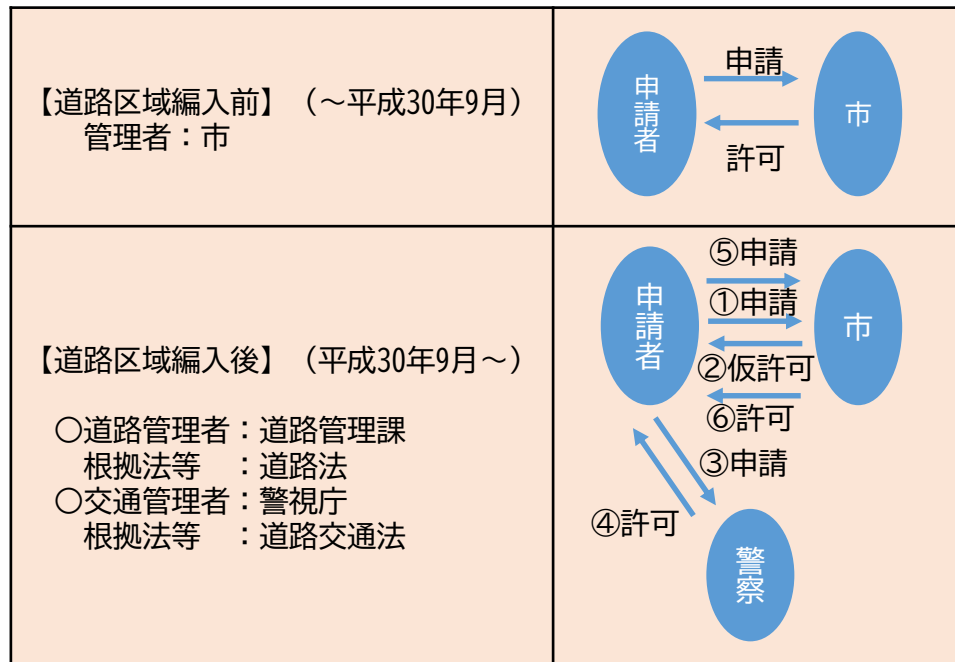 【道路区域編入前】（～平成30年9月）
管理者：市
申請者
申請
許可
市
【道路区域編入後】（平成30年9月～）
〇道路管理者：道路管理課
根拠法等　：道路法
〇交通管理者：警視庁
根拠法等　：道路交通法
申請者
⑤申請
①申請
②仮許可
⑥許可
市
③申請
④許可
警察